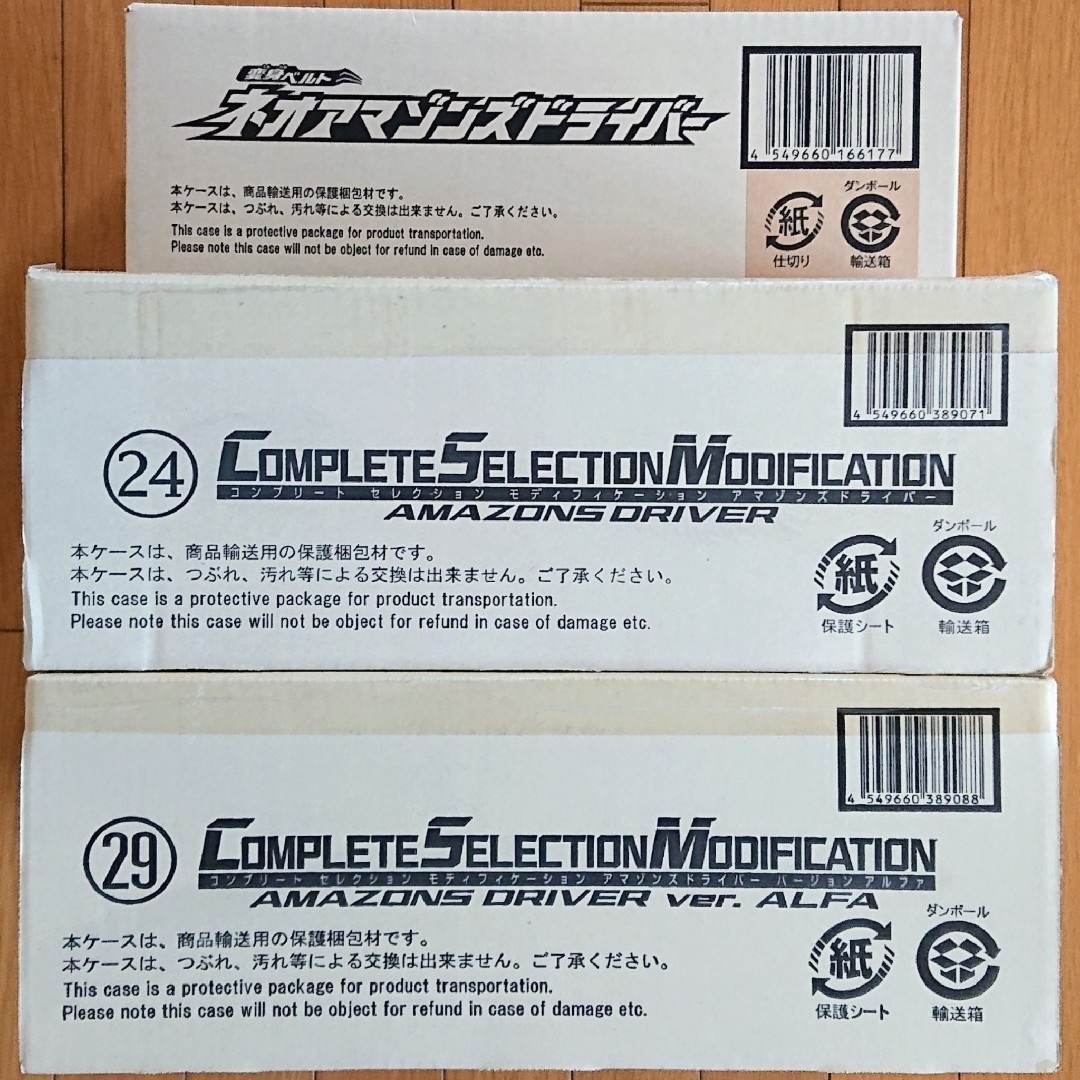 変身ベルト
ネオアマゾンズドライバー
4 549660 166177
本ケースは、商品輸送用の保護梱包材です。
本ケースは、つぶれ、汚れ等による交換は出来ません。ご了承ください。
This case is a protective package for product transportation.
Please note this case will not be object for refund in case of damage etc.
紙
仕切り
ダンボール
輸送箱
4 549660 389071
24
COMPLETE SELECTION MODIFICATION
コンプリート セレクション モディフィケーション アマゾンズドライバー
AMAZONS DRIVER
本ケースは、商品輸送用の保護梱包材です。
本ケースは、つぶれ、汚れ等による交換は出来ません。ご了承ください。
This case is a protective package for product transportation.
Please note this case will not be object for refund in case of damage etc.
紙
保護シート
ダンボール
輸送箱
4 549660 389088
29
COMPLETE SELECTION MODIFICATION
コンプリート セレクション モディフィケーション アマゾンズドライバー バージョン アルファ
AMAZONS DRIVER ver. ALFA
本ケースは、商品輸送用の保護梱包材です。
本ケースは、つぶれ、汚れ等による交換は出来ません。ご了承ください。
This case is a protective package for product transportation.
Please note this case will not be object for refund in case of damage etc.
紙
保護シート
ダンボール
輸送箱